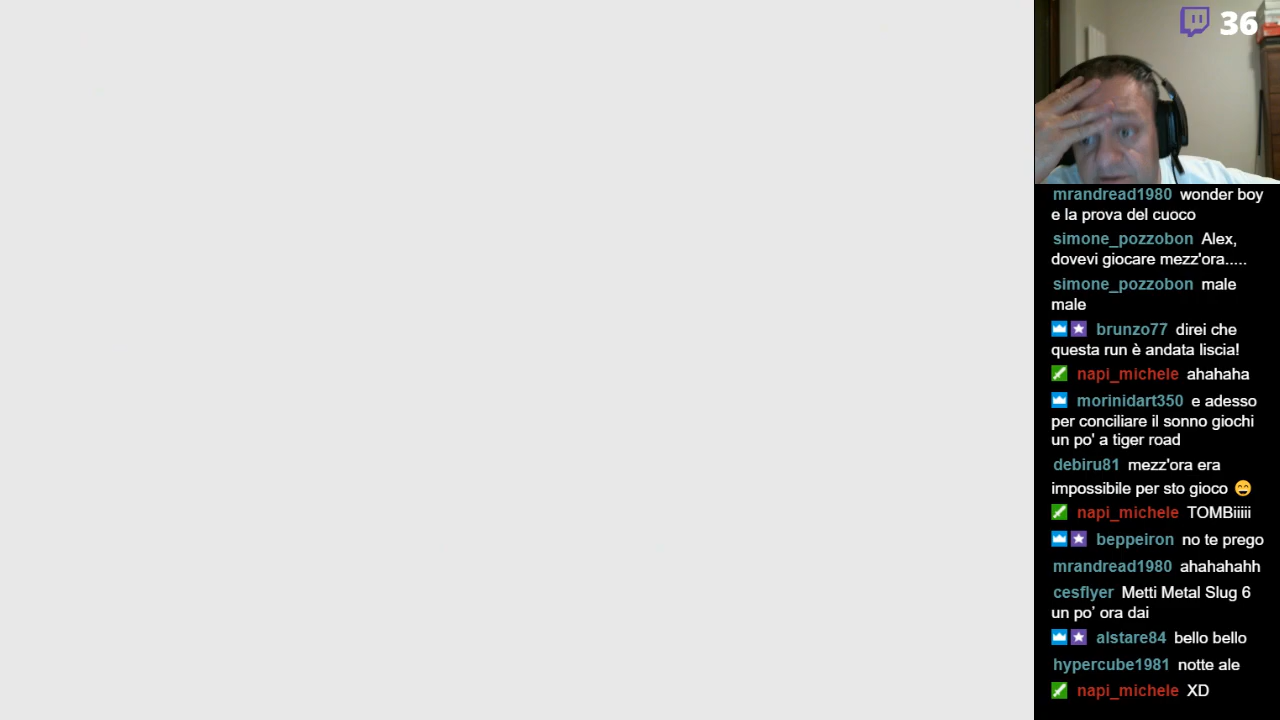 36
mrandread1980 wonder boy
e la prova del cuoco
simone_pozzobon Alex,
dovevi giocare mezz'ora.....
simone_pozzobon male
male
brunzo77 direi che
questa run è andata liscia!
napi_michele ahahaha
morinidart350 e adesso
per conciliare il sonno giochi
un po' a tiger road
debiru81 mezz'ora era
impossibile per sto gioco 😄
napi_michele TOMBiiiii
beppeiron no te prego
mrandread1980 ahahahahh
cesflyer Metti Metal Slug 6
un po’ ora dai
alstare84 bello bello
hypercube1981 notte ale
napi_michele XD